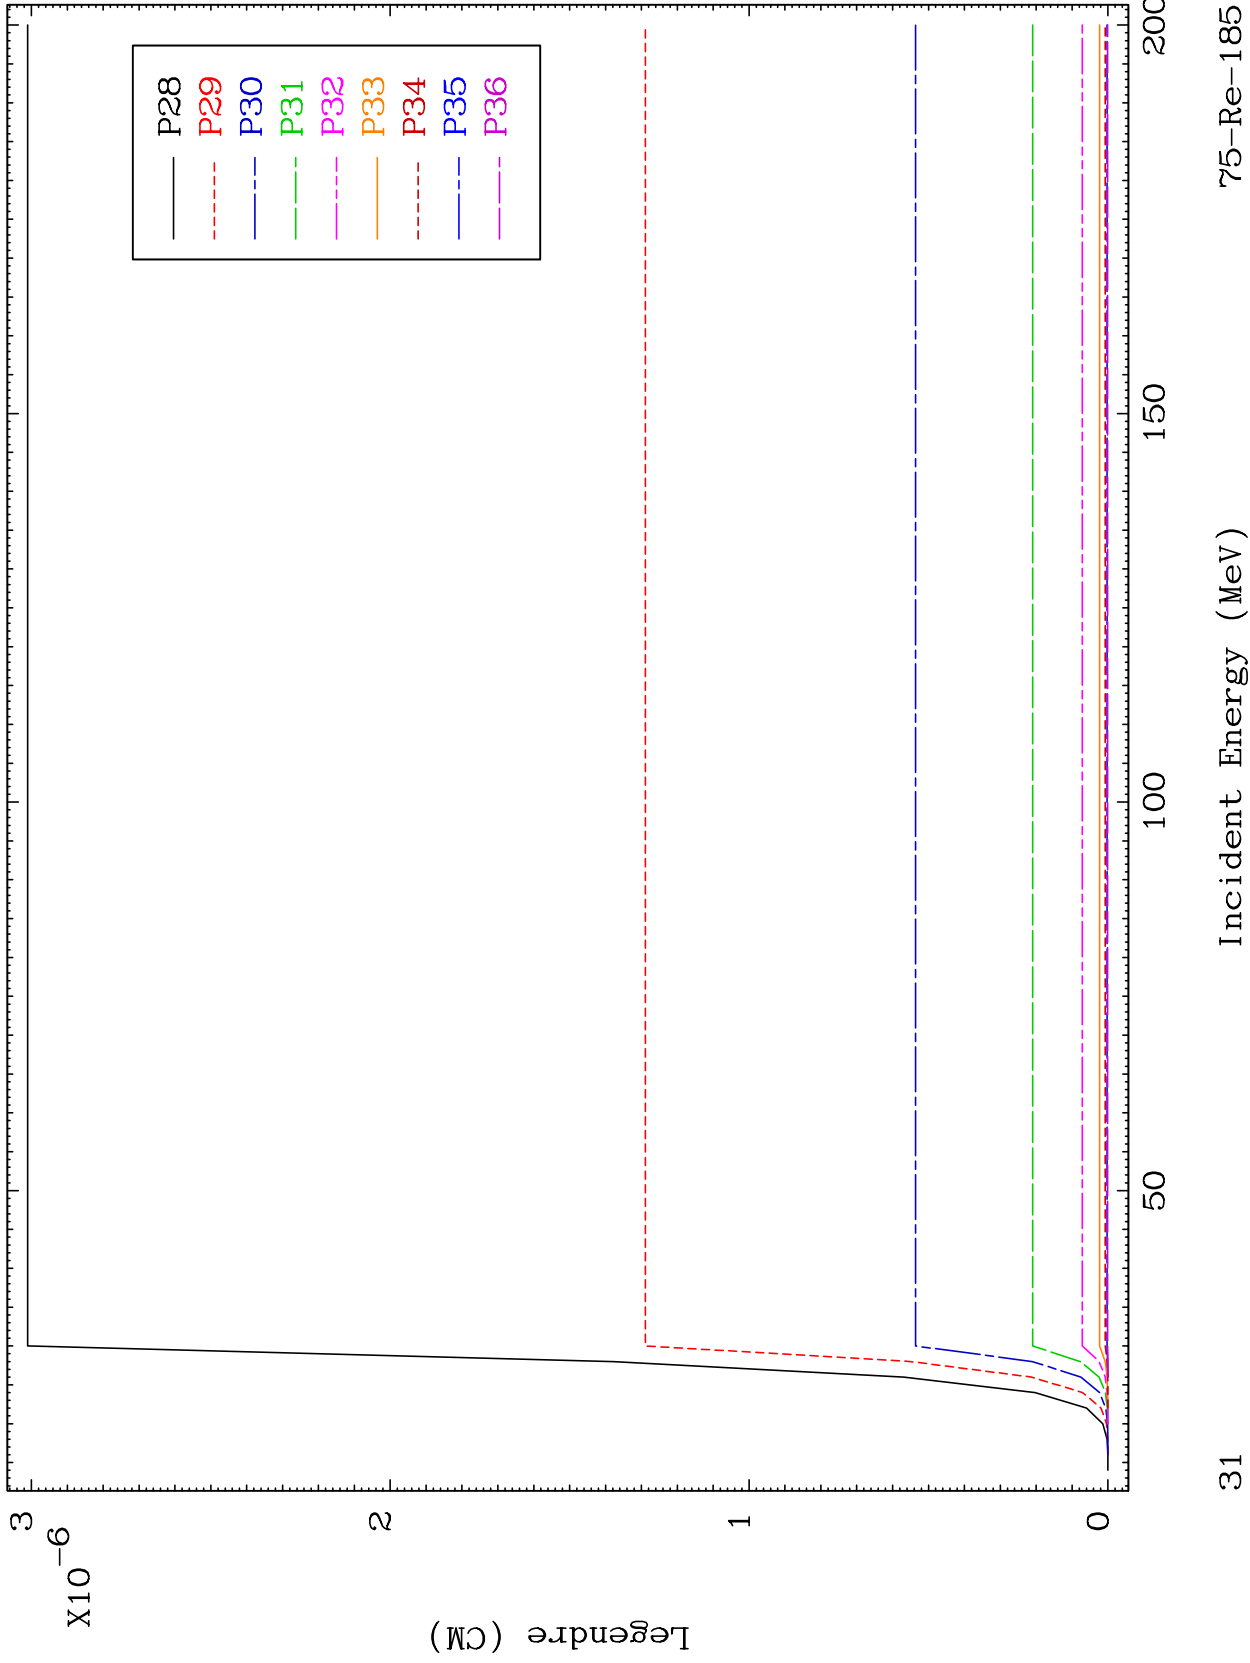 X10-6
3
2
1
0
Legendre (CM)
P28
P29
P30
P31
P32
P33
P34
P35
P36
50
100
150
200
31
Incident Energy (MeV)
75-Re-185